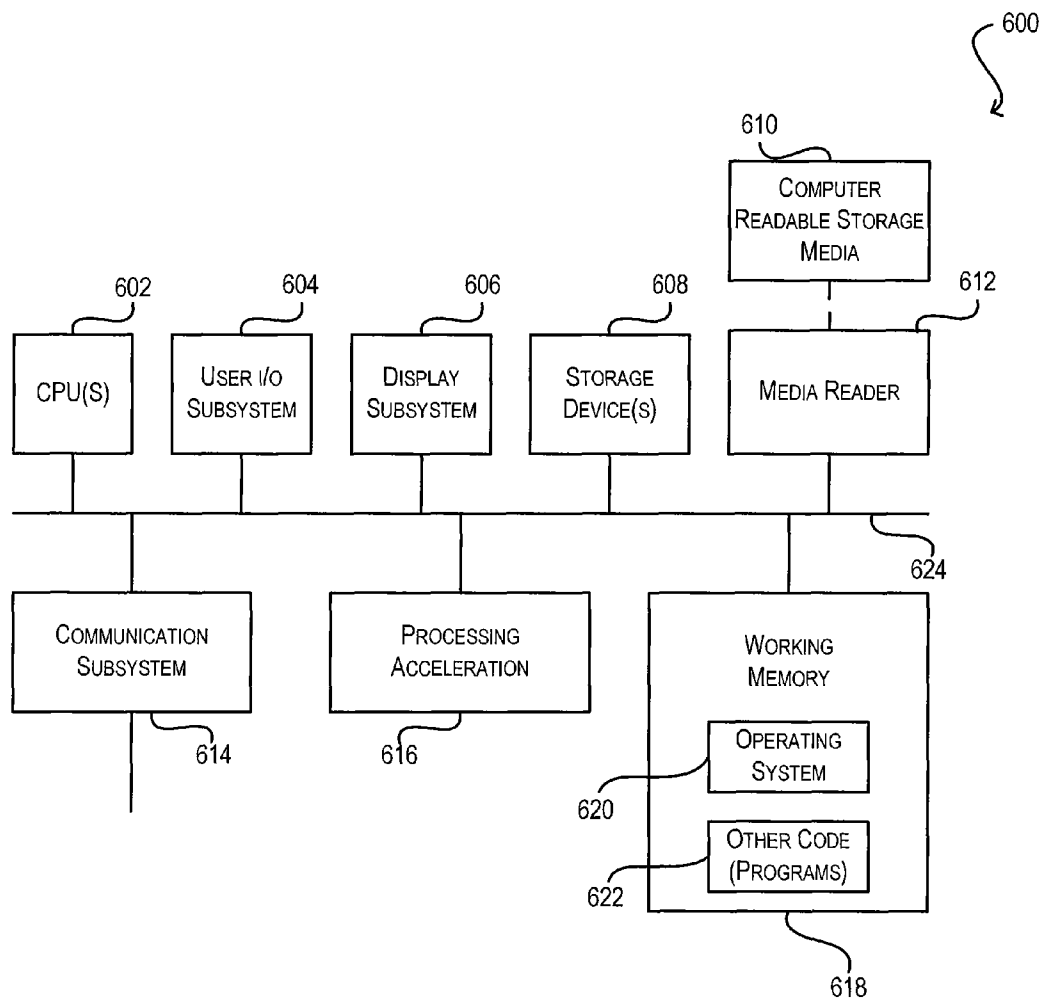 600
610
COMPUTER
READABLE STORAGE
MEDIA
602
604
606
608
612
CPU(S)
USER I/O
SUBSYSTEM
DISPLAY
SUBSYSTEM
STORAGE
DEVICE(S)
MEDIA READER
624
COMMUNICATION
SUBSYSTEM
PROCESSING
ACCELERATION
WORKING
MEMORY
614
616
OPERATING
SYSTEM
620
OTHER CODE
(PROGRAMS)
622
618